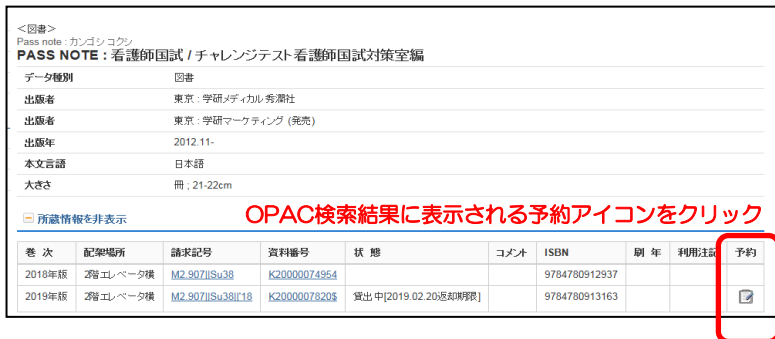 <図書>
Pass note : カンゴシ コクシ
PASS NOTE : 看護師国試 / チャレンジテスト看護師国試対策室編
データ種別 図書
出版者 東京 : 学研メディカル秀潤社
出版者 東京 : 学研マーケティング (発売)
出版年 2012.11-
本文言語 日本語
大きさ 冊 ; 21-22cm
所蔵情報を非表示
OPAC検索結果に表示される予約アイコンをクリック
巻 次 配架場所 請求記号 資料番号 状 態 コメント ISBN 刷 年 利用注記 予約
2018年版 2階エレベータ横 M2.907||Su38 K20000074954 9784780912937
2019年版 2階エレベータ横 M2.907||Su38||'18 K2000007820$ 貸出中[2019.02.20返却期限] 9784780913163